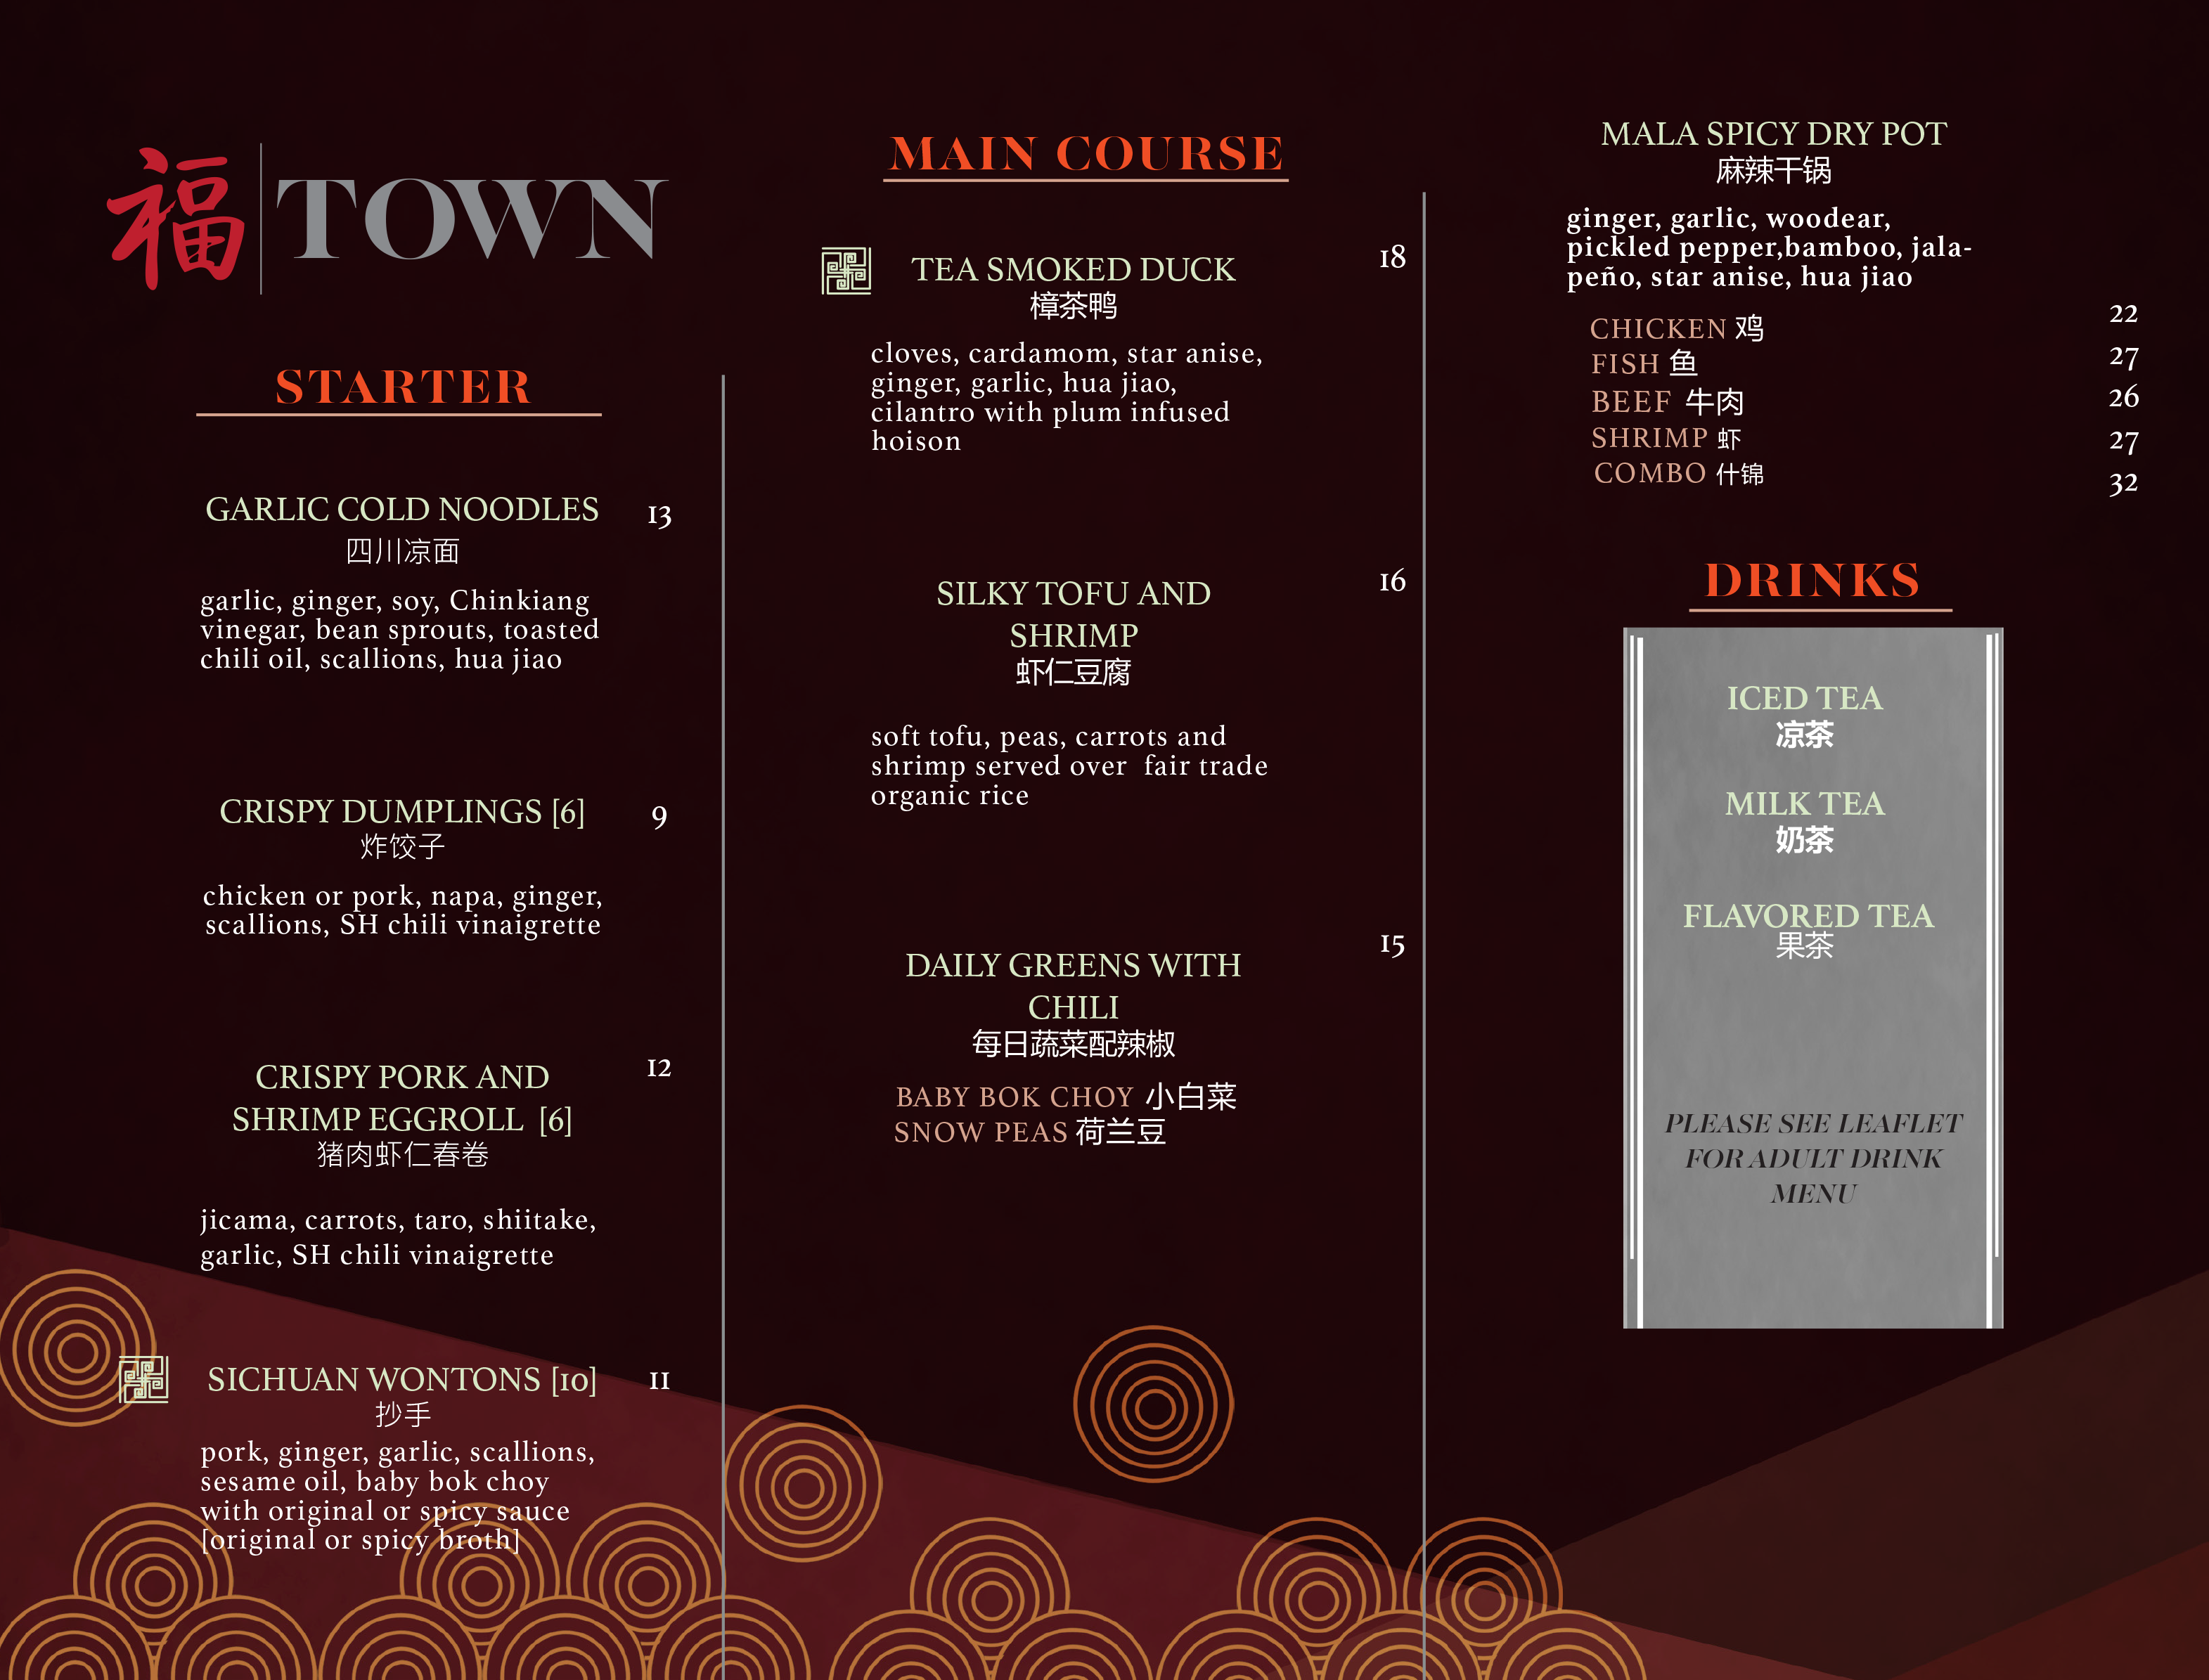 福 TOWN
STARTER
GARLIC COLD NOODLES 13
四川凉面
garlic, ginger, soy, Chinkiang
vinegar, bean sprouts, toasted
chili oil, scallions, hua jiao
CRISPY DUMPLINGS [6] 9
炸饺子
chicken or pork, napa, ginger,
scallions, SH chili vinaigrette
CRISPY PORK AND 12
SHRIMP EGGROLL [6]
猪肉虾仁春卷
jicama, carrots, taro, shiitake,
garlic, SH chili vinaigrette
SICHUAN WONTONS [10] 11
抄手
pork, ginger, garlic, scallions,
sesame oil, baby bok choy
with original or spicy sauce
[original or spicy broth]
MAIN COURSE
TEA SMOKED DUCK 18
樟茶鸭
cloves, cardamom, star anise,
ginger, garlic, hua jiao,
cilantro with plum infused
hoison
SILKY TOFU AND 16
SHRIMP
虾仁豆腐
soft tofu, peas, carrots and
shrimp served over fair trade
organic rice
DAILY GREENS WITH 15
CHILI
每日蔬菜配辣椒
BABY BOK CHOY 小白菜
SNOW PEAS 荷兰豆
MALA SPICY DRY POT
麻辣干锅
ginger, garlic, woodear,
pickled pepper,bamboo, jala-
peño, star anise, hua jiao
CHICKEN 鸡 22
FISH 鱼 27
BEEF 牛肉 26
SHRIMP 虾 27
COMBO 什锦 32
DRINKS
ICED TEA
凉茶
MILK TEA
奶茶
FLAVORED TEA
果茶
PLEASE SEE LEAFLET
FOR ADULT DRINK
MENU